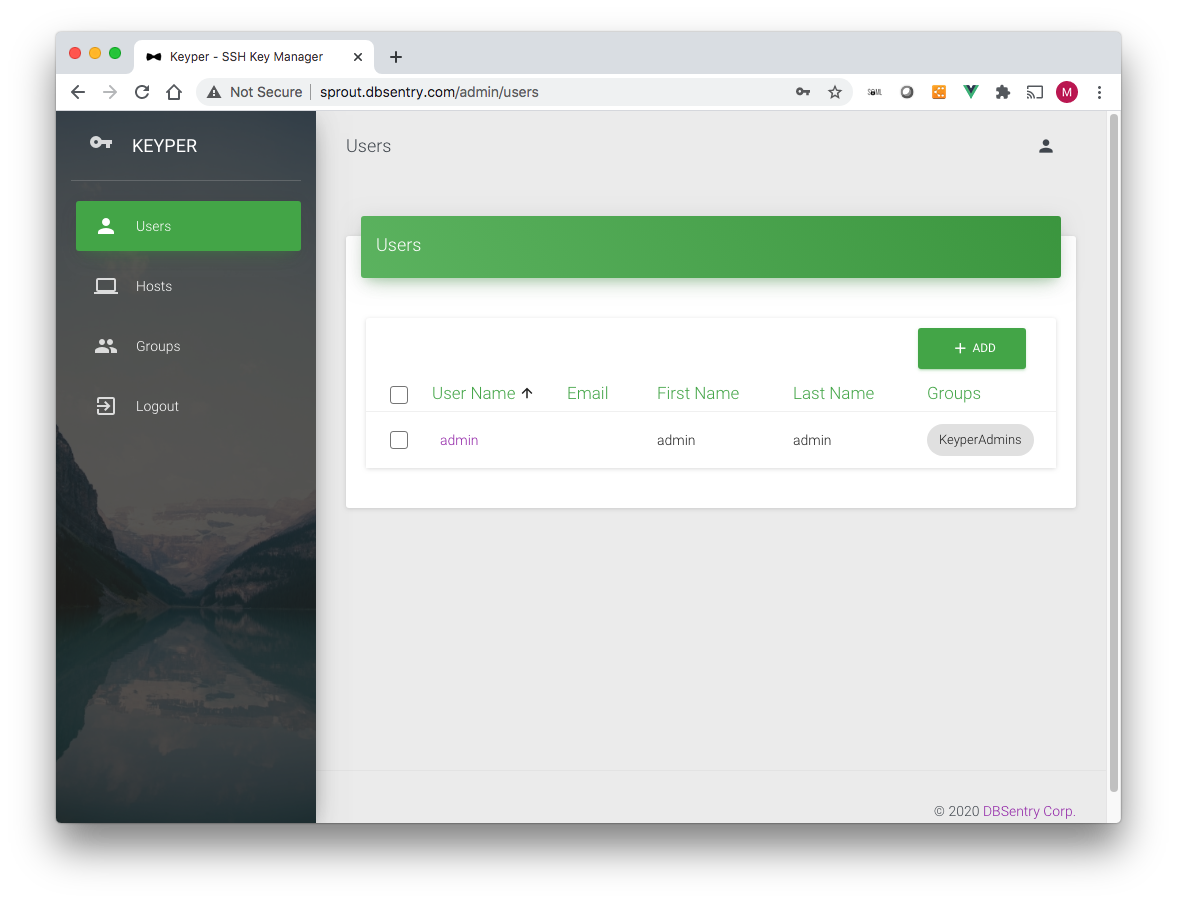 Keyper - SSH Key Manager
Not Secure sprout.dbsentry.com/admin/users
M
KEYPER
Users
Hosts
Groups
Logout
Users
Users
ADD
User Name Email First Name Last Name Groups
admin admin admin KeyperAdmins
© 2020 DBSentry Corp.